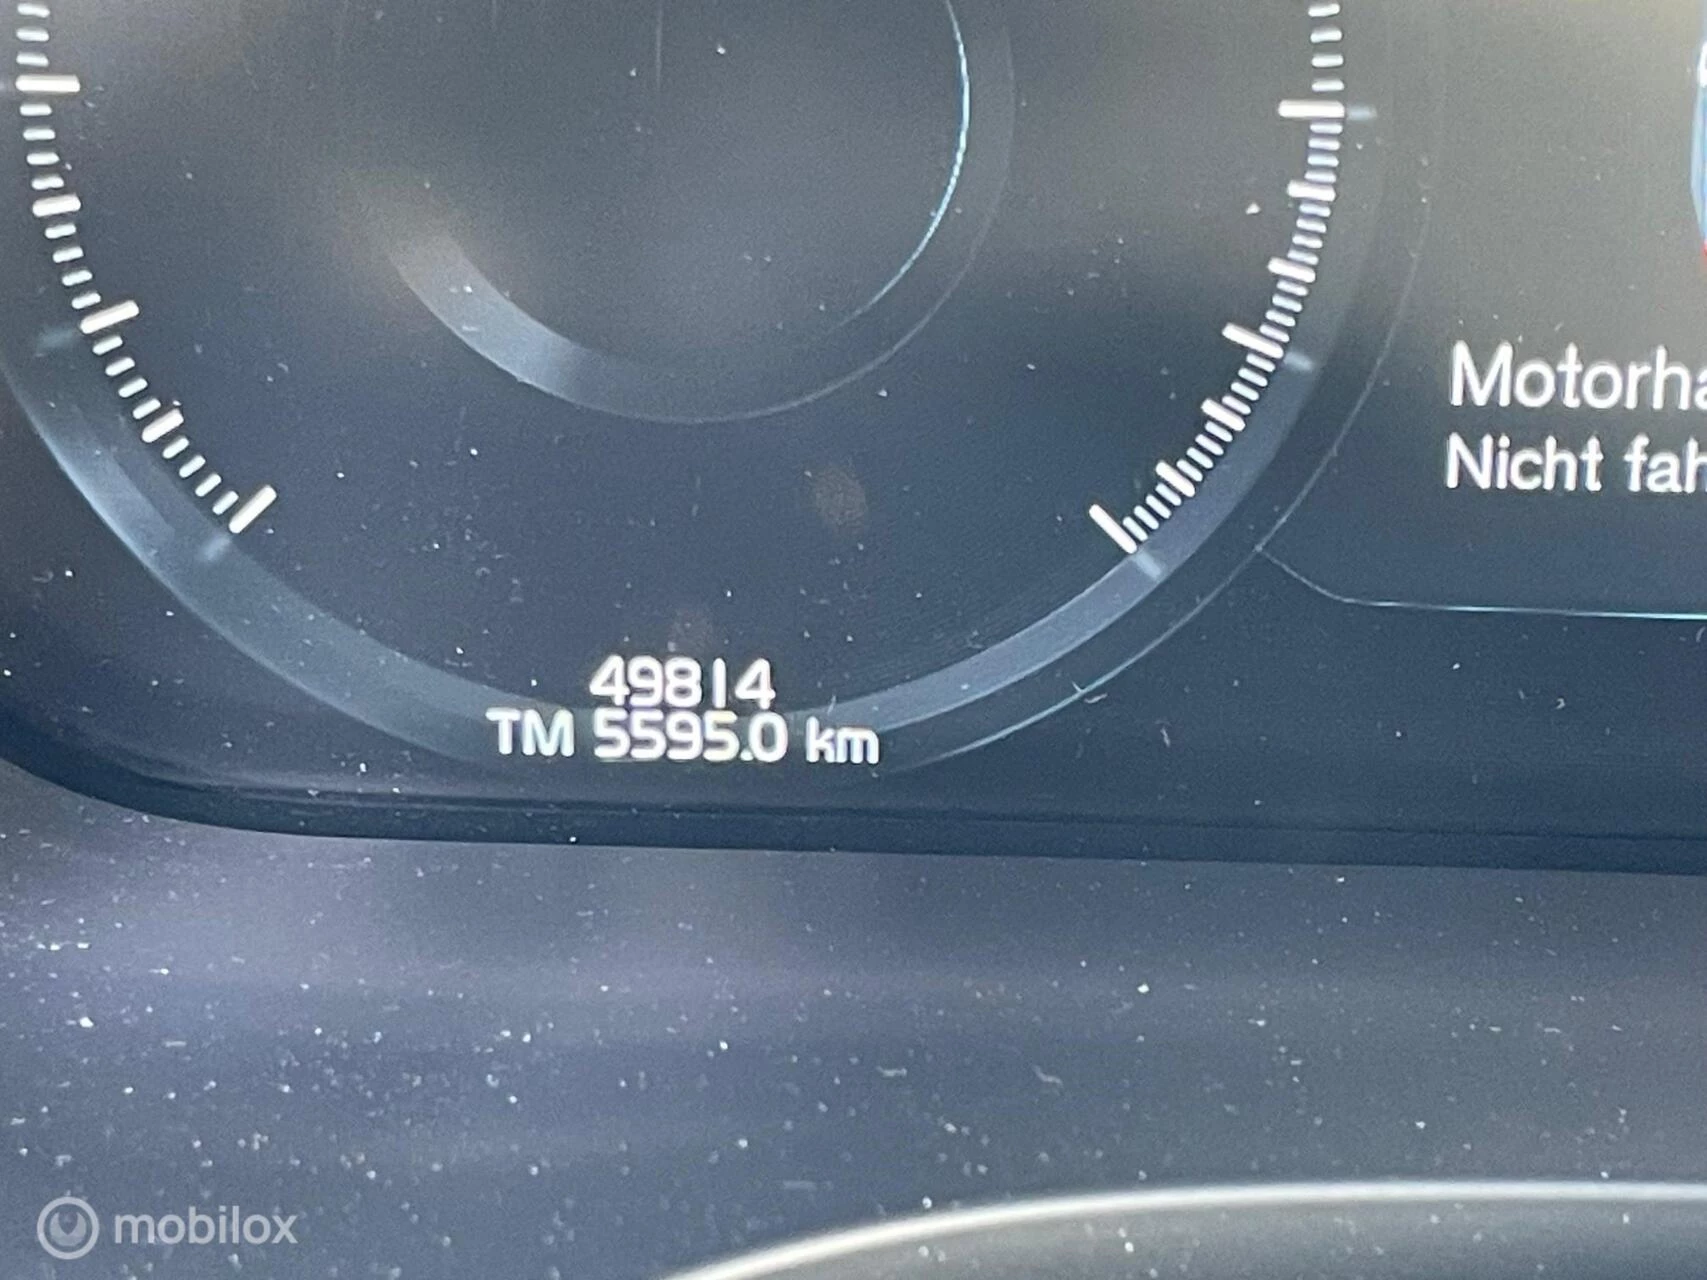 Motorha
Nicht fah
49814
TM 5595.0 km
mobilox